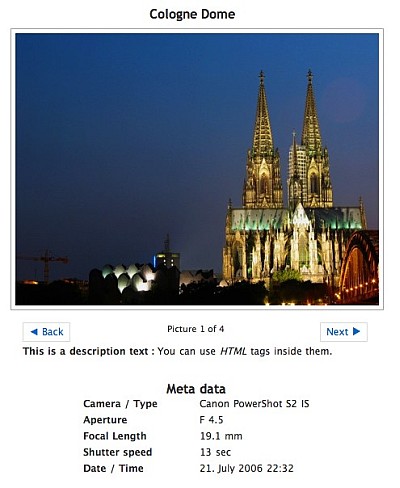 Cologne Dome
◄ Back
Picture 1 of 4
Next ►
This is a description text : You can use HTML tags inside them.
Meta data
Camera / Type Canon PowerShot S2 IS
Aperture F 4.5
Focal Length 19.1 mm
Shutter speed 13 sec
Date / Time 21. July 2006 22:32